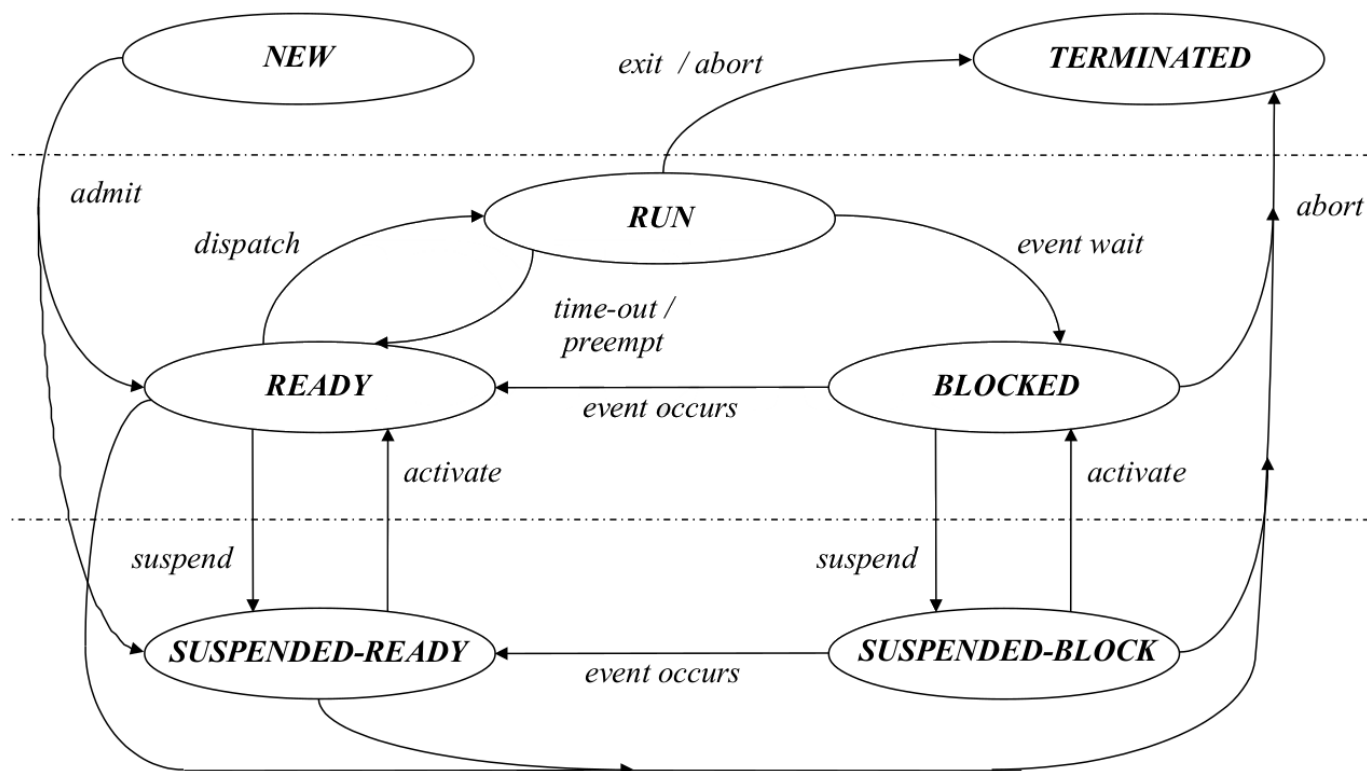 NEW
TERMINATED
exit / abort
admit
RUN
abort
dispatch
event wait
time-out /
preempt
READY
BLOCKED
event occurs
activate
activate
suspend
suspend
SUSPENDED-READY
SUSPENDED-BLOCK
event occurs